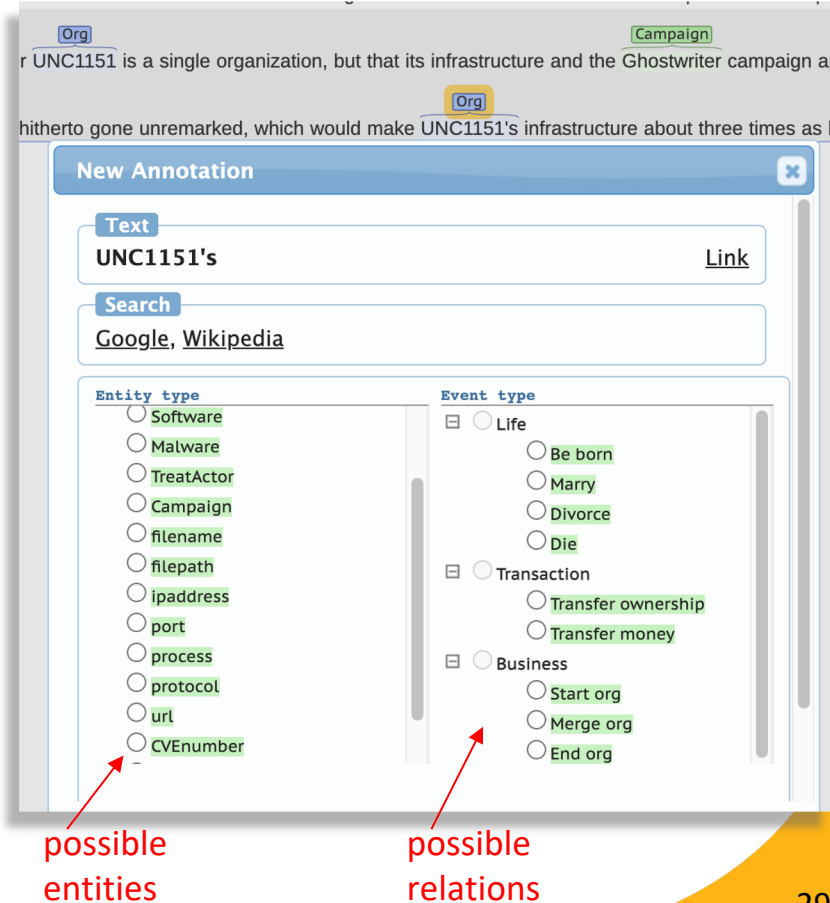 Org
Campaign
r UNC1151 is a single organization, but that its infrastructure and the Ghostwriter campaign a
Org
hitherto gone unremarked, which would make UNC1151's infrastructure about three times as
New Annotation
Text
UNC1151's Link
Search
Google, Wikipedia
Entity type
Software
Malware
TreatActor
Campaign
filename
filepath
ipaddress
port
process
protocol
url
CVEnumber
Event type
Life
Be born
Marry
Divorce
Die
Transaction
Transfer ownership
Transfer money
Business
Start org
Merge org
End org
possible
entities
possible
relations